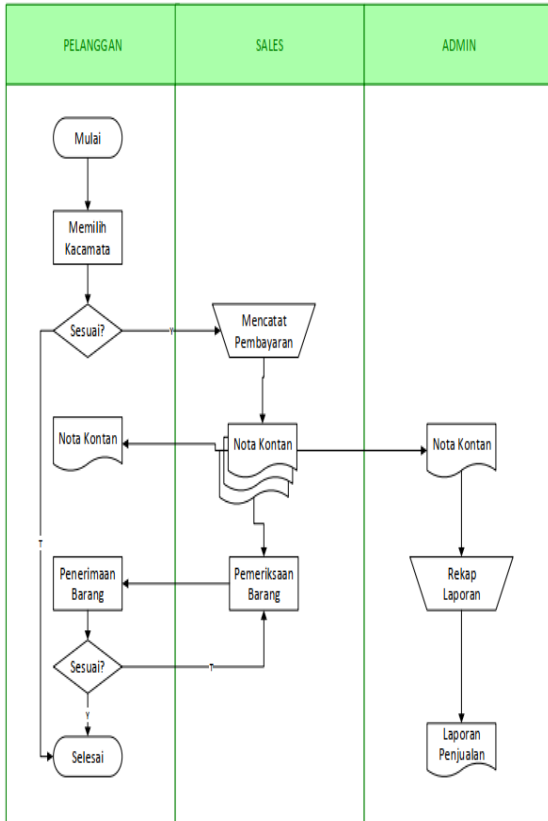 PELANGGAN
SALES
ADMIN
Mulai
Memilih
Kacamata
Sesuai?
Y
Mencatat
Pembayaran
Nota Kontan
Nota Kontan
Nota Kontan
T
Penerimaan
Barang
Pemeriksaan
Barang
Rekap
Laporan
Sesuai?
T
Y
Selesai
Laporan
Penjualan